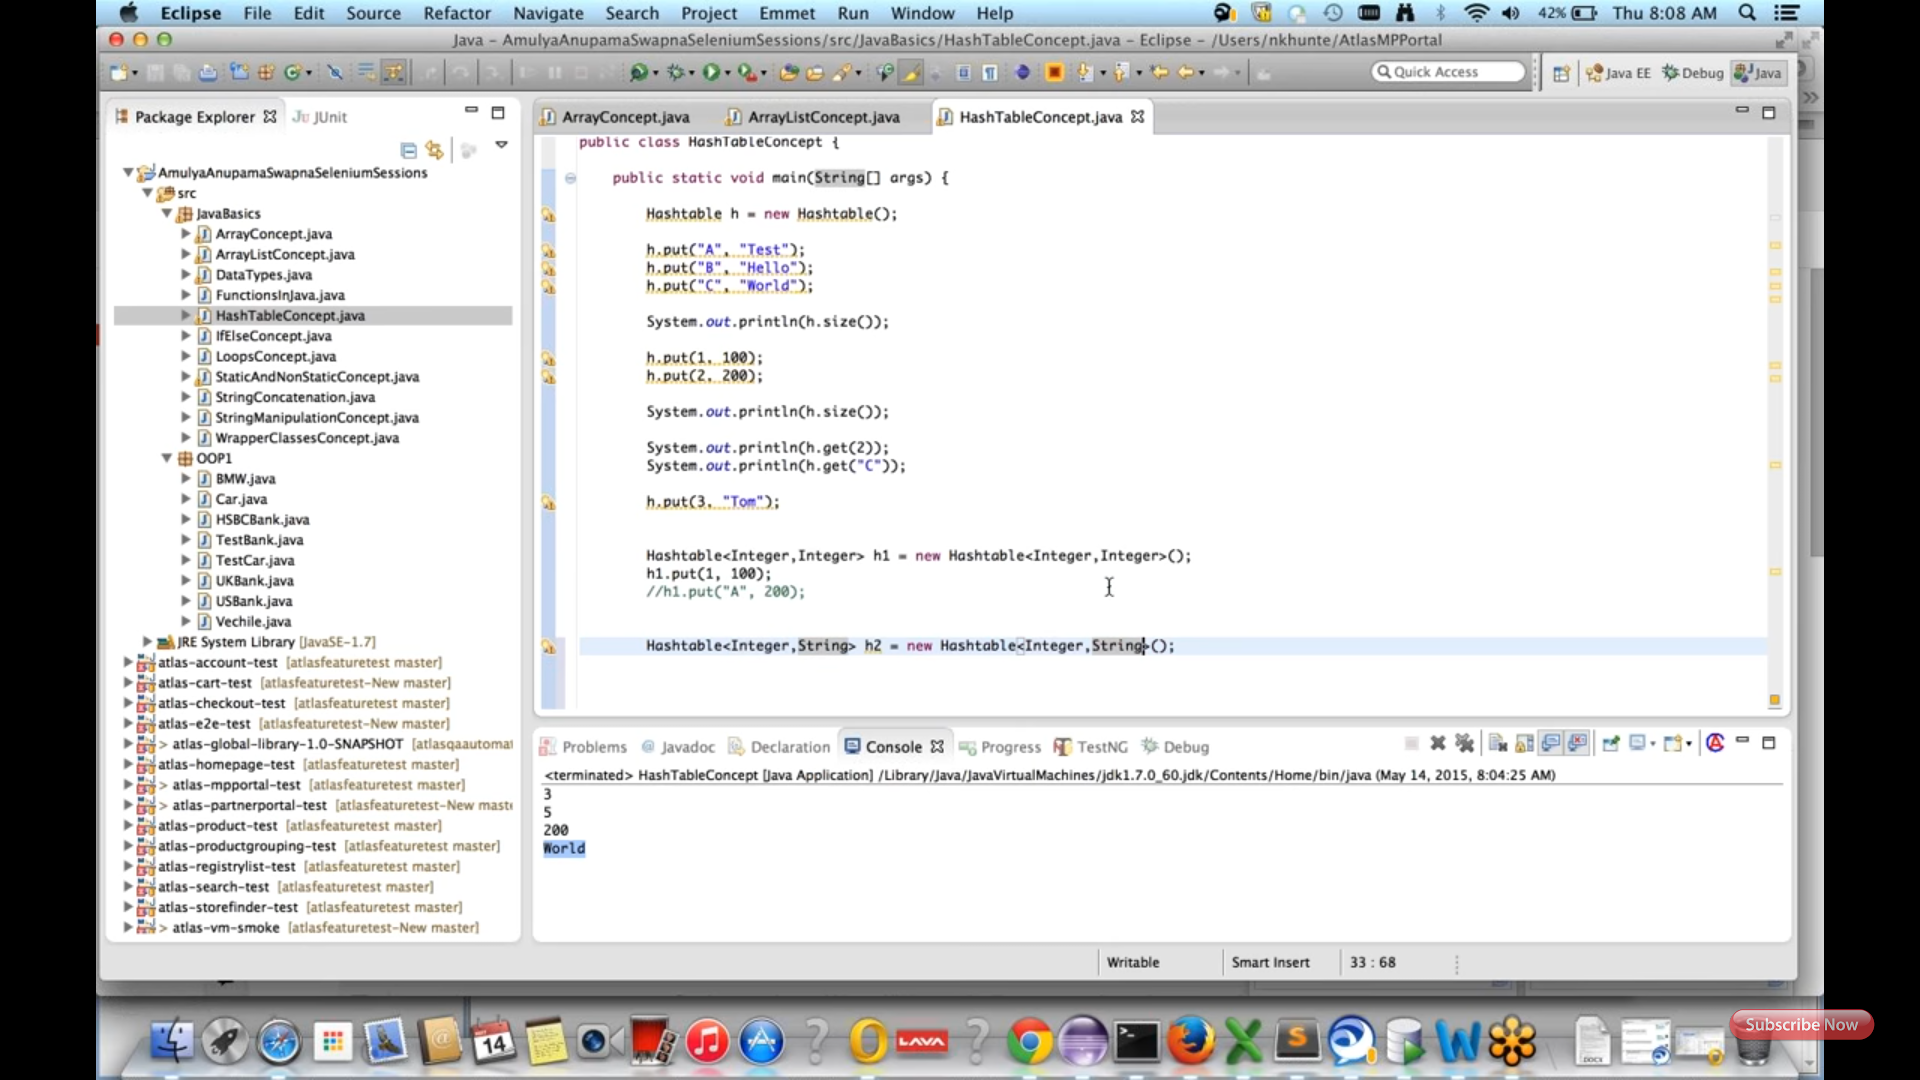 Eclipse File Edit Source Refactor Navigate Search Project Emmet Run Window Help 42% Thu 8:08 AM
Java – AmulyaAnupamaSwapnaSeleniumSessions/src/JavaBasics/HashTableConcept.java – Eclipse – /Users/nkhunte/AtlasMPPortal
Quick Access Java EE Debug Java
Package Explorer JUnit
AmulyaAnupamaSwapnaSeleniumSessions
src
JavaBasics
ArrayConcept.java
ArrayListConcept.java
DataTypes.java
FunctionsInJava.java
HashTableConcept.java
IfElseConcept.java
LoopsConcept.java
StaticAndNonStaticConcept.java
StringConcatenation.java
StringManipulationConcept.java
WrapperClassesConcept.java
OOP1
BMW.java
Car.java
HSBCBank.java
TestBank.java
TestCar.java
UKBank.java
USBank.java
Vechile.java
JRE System Library [JavaSE-1.7]
atlas-account-test [atlasfeaturetest master]
atlas-cart-test [atlasfeaturetest-New master]
atlas-checkout-test [atlasfeaturetest master]
atlas-e2e-test [atlasfeaturetest-New master]
> atlas-global-library-1.0-SNAPSHOT [atlasqaautomat
atlas-homepage-test [atlasfeaturetest master]
> atlas-mpportal-test [atlasfeaturetest master]
> atlas-partnerportal-test [atlasfeaturetest-New maste
atlas-product-test [atlasfeaturetest master]
atlas-productgrouping-test [atlasfeaturetest master]
atlas-registrylist-test [atlasfeaturetest master]
atlas-search-test [atlasfeaturetest master]
atlas-storefinder-test [atlasfeaturetest master]
> atlas-vm-smoke [atlasfeaturetest-New master]
ArrayConcept.java ArrayListConcept.java HashTableConcept.java
public class HashTableConcept {
public static void main(String[] args) {
Hashtable h = new Hashtable();
h.put("A", "Test");
h.put("B", "Hello");
h.put("C", "World");
System.out.println(h.size());
h.put(1, 100);
h.put(2, 200);
System.out.println(h.size());
System.out.println(h.get(2));
System.out.println(h.get("C"));
h.put(3, "Tom");
Hashtable<Integer,Integer> h1 = new Hashtable<Integer,Integer>();
h1.put(1, 100);
//h1.put("A", 200);
Hashtable<Integer,String> h2 = new Hashtable<Integer,String>();
Problems Javadoc Declaration Console Progress TestNG Debug
<terminated> HashTableConcept [Java Application] /Library/Java/JavaVirtualMachines/jdk1.7.0_60.jdk/Contents/Home/bin/java (May 14, 2015, 8:04:25 AM)
3
5
200
World
Writable Smart Insert 33 : 68
14 LAVA DOCX
Subscribe Now